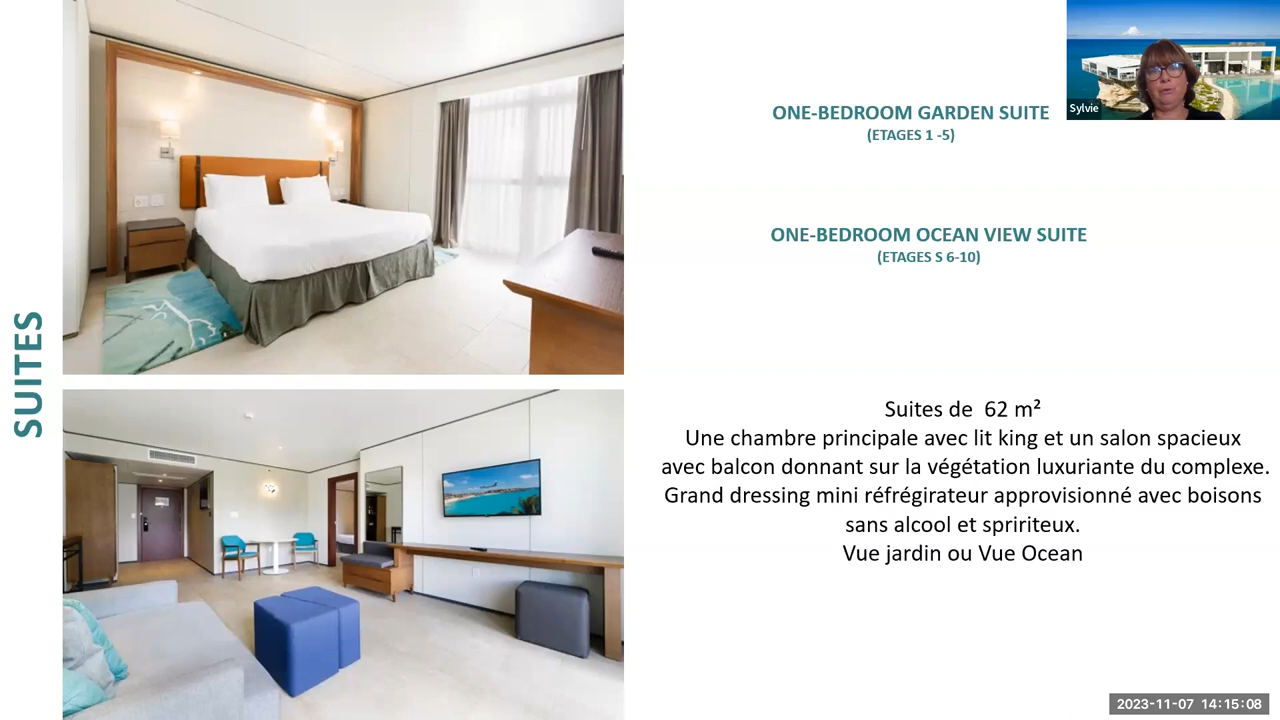 SUITES
ONE-BEDROOM GARDEN SUITE
(ETAGES 1 -5)
Sylvie
ONE-BEDROOM OCEAN VIEW SUITE
(ETAGES S 6-10)
Suites de  62 m²
Une chambre principale avec lit king et un salon spacieux
avec balcon donnant sur la végétation luxuriante du complexe.
Grand dressing mini réfrégirateur approvisionné avec boisons
sans alcool et spririteux.
Vue jardin ou Vue Ocean
2023-11-07 14:15:08